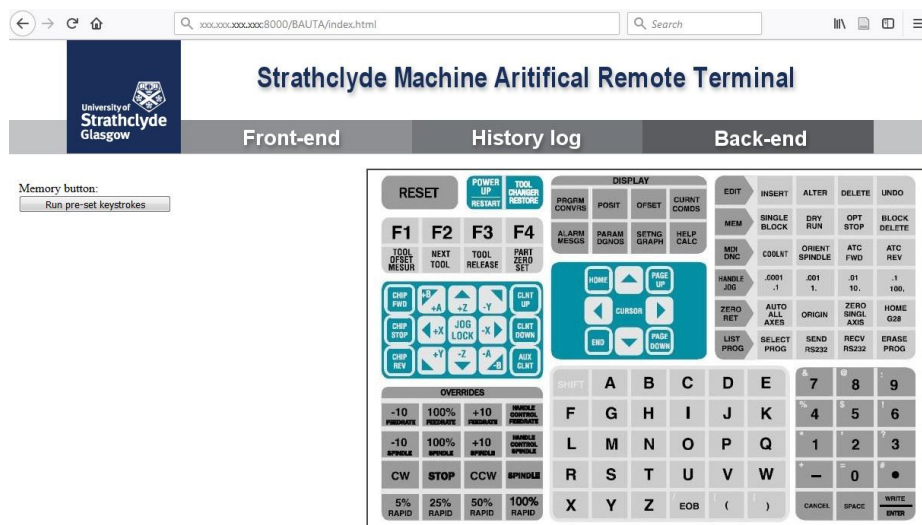 xxx.xxx.xxx.xxx:8000/BAUTA/index.html
Search
University of
Strathclyde
Glasgow
Strathclyde Machine Aritifical Remote Terminal
Front-end
History log
Back-end
Memory button:
Run pre-set keystrokes
RESET
POWER UP
RESTART
TOOL CHANGER RESTORE
F1 F2 F3 F4
TOOL OFSET MESUR
NEXT TOOL
TOOL RELEASE
PART ZERO SET
CHIP FWD
+B
+A
+Z
-Y
CLNT UP
CHIP STOP
+X
JOG LOCK
-X
CLNT DOWN
CHIP REV
+Y
-Z
-A
-B
AUX CLNT
OVERRIDES
-10 FEEDRATE
100% FEEDRATE
+10 FEEDRATE
HANDLE CONTROL FEEDRATE
-10 SPINDLE
100% SPINDLE
+10 SPINDLE
HANDLE CONTROL SPINDLE
CW STOP CCW SPINDLE
5% RAPID
25% RAPID
50% RAPID
100% RAPID
DISPLAY
PRGRM CONVRS
POSIT
OFSET
CURNT COMDS
ALARM MESGS
PARAM DGNOS
SETNG GRAPH
HELP CALC
HOME
PAGE UP
CURSOR
END
PAGE DOWN
EDIT INSERT ALTER DELETE UNDO
MEM
SINGLE BLOCK
DRY RUN
OPT STOP
BLOCK DELETE
MDI DNC
COOLNT
ORIENT SPINDLE
ATC FWD
ATC REV
HANDLE JOG
.0001 .1
.001 1.
.01 10.
.1 100.
ZERO RET
AUTO ALL AXES
ORIGIN
ZERO SINGL AXIS
HOME G28
LIST PROG
SELECT PROG
SEND RS232
RECV RS232
ERASE PROG
SHIFT A B C D E
F G H I J K
L M N O P Q
R S T U V W
X Y Z EOB ( )
& 7 @ 8 : 9
% 4 $ 5 ! 6
1 2 3
- 0 .
CANCEL SPACE WRITE ENTER